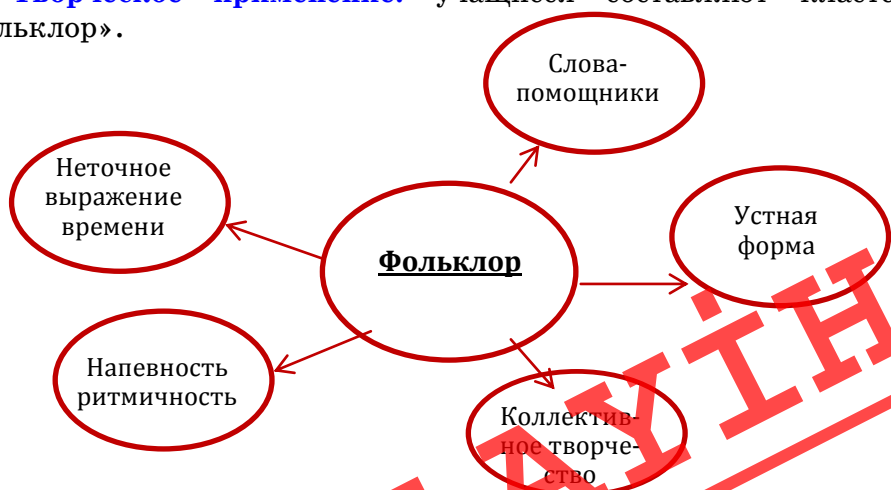 Творческое применение: учащиеся составляют
льклор».
Слова-
помощники
Неточное
выражение
времени
Устная
форма
Фольклор
Напевность
ритмичность
Коллектив-
ное творче-
ство
AYİH